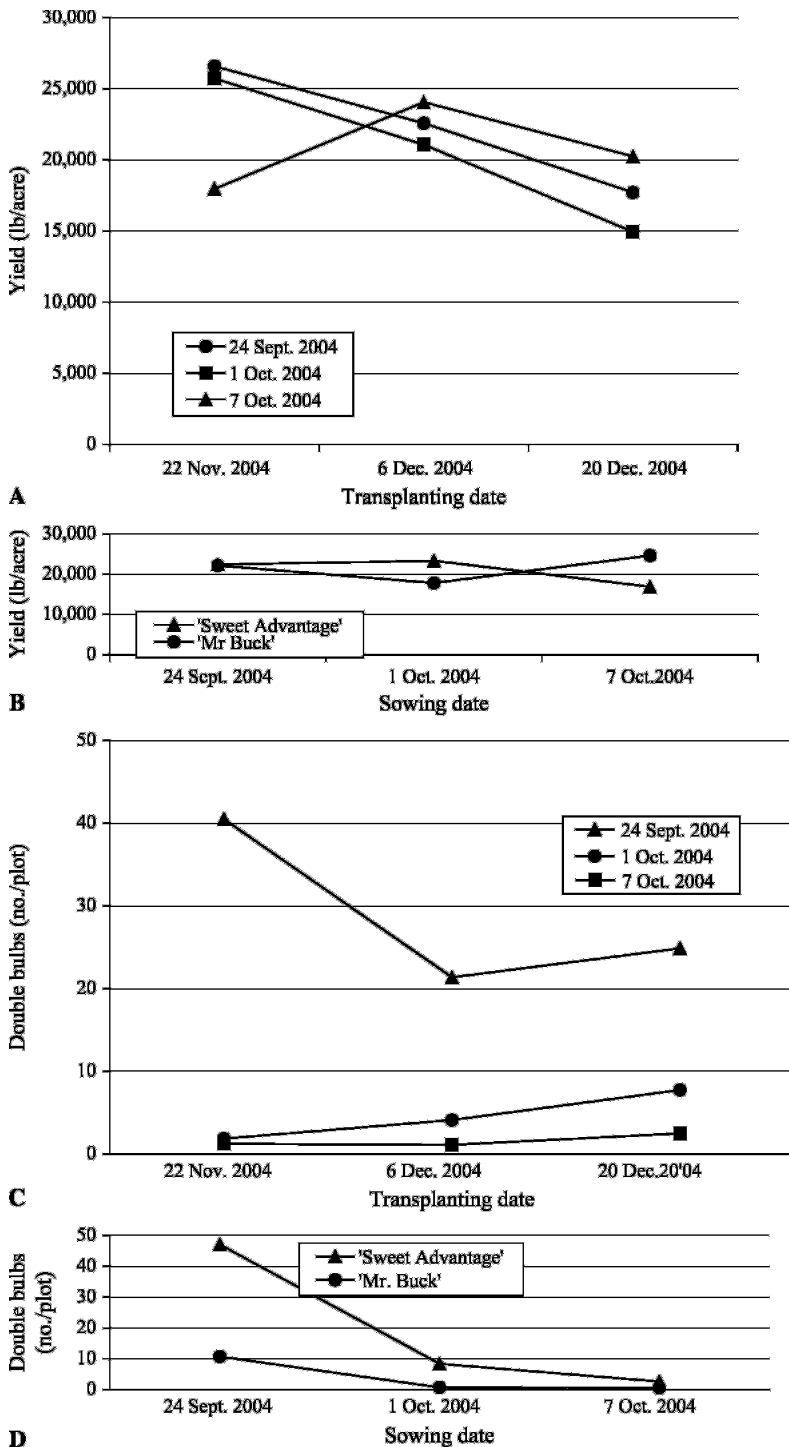 30,000
25,000
20,000
15,000
10,000
5,000
0
Yield (lb/acre)
24 Sept. 2004
1 Oct. 2004
7 Oct. 2004
22 Nov. 2004 6 Dec. 2004 20 Dec. 2004
Transplanting date
A
30,000
20,000
10,000
0
Yield (lb/acre)
'Sweet Advantage'
'Mr Buck'
24 Sept. 2004 1 Oct. 2004 7 Oct.2004
Sowing date
B
50
40
30
20
10
0
Double bulbs (no./plot)
24 Sept. 2004
1 Oct. 2004
7 Oct. 2004
22 Nov. 2004 6 Dec. 2004 20 Dec.20'04
Transplanting date
C
50
40
30
20
10
0
Double bulbs
(no./plot)
'Sweet Advantage'
'Mr. Buck'
24 Sept. 2004 1 Oct. 2004 7 Oct. 2004
Sowing date
D